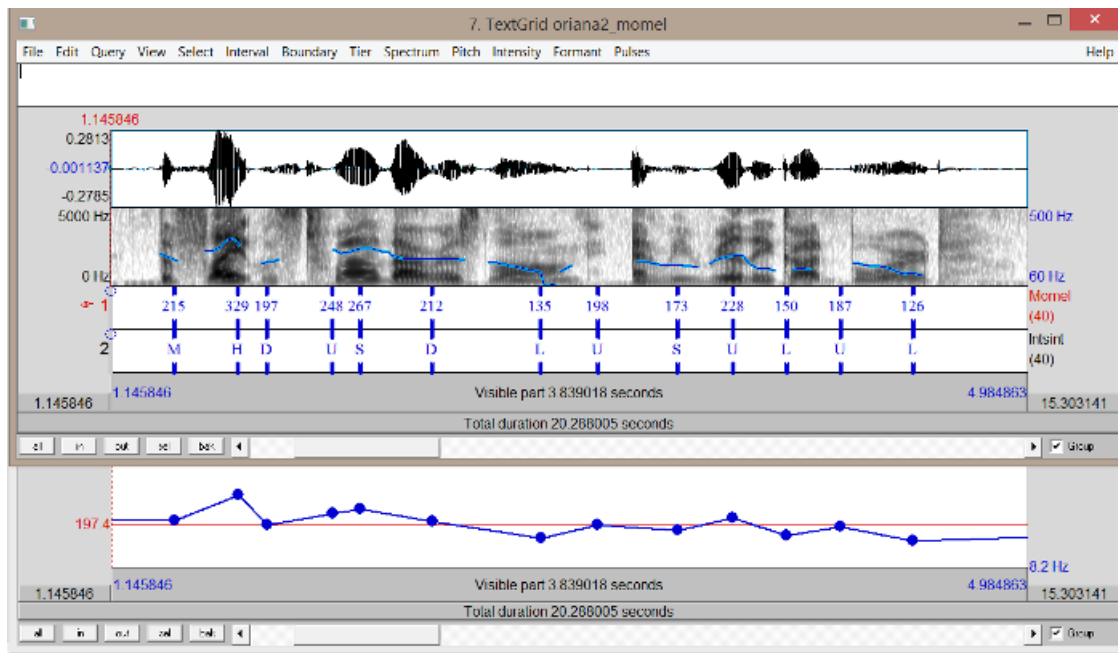 7. TextGrid oriana2_momel
File Edit Query View Select Interval Boundary Tier Spectrum Pitch Intensity Formant Pulses Help
1.145846
0.2813
-0.001137
-0.2785
5000 Hz 500 Hz
0 Hz 60 Hz
1 215 329 197 248 267 212 135 198 173 228 150 187 126 Momel
(40)
2 M H D U S D L U S U L U L Intsint
(40)
1.145846 1.145846 Visible part 3.839018 seconds 4.984863 15.303141
Total duration 20.288005 seconds
all in out sel bak Group
197.4
8.2 Hz
1.145846 1.145846 Visible part 3.839018 seconds 4.984863 15.303141
Total duration 20.288005 seconds
all in out sel bak Group